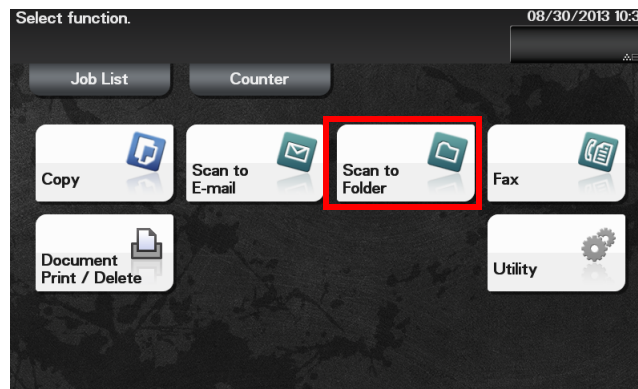 Select function.
08/30/2013 10:3
Job List
Counter
Copy
Scan to
E-mail
Scan to
Folder
Fax
Document
Print / Delete
Utility